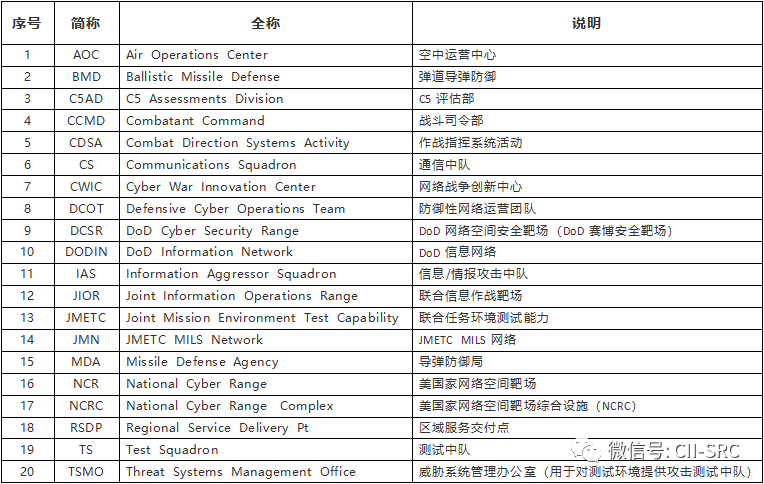 序号 简称 全称 说明
1 AOC Air Operations Center 空中运营中心
2 BMD Ballistic Missile Defense 弹道导弹防御
3 C5AD C5 Assessments Division C5 评估部
4 CCMD Combatant Command 战斗司令部
5 CDSA Combat Direction Systems Activity 作战指挥系统活动
6 CS Communications Squadron 通信中队
7 CWIC Cyber War Innovation Center 网络战争创新中心
8 DCOT Defensive Cyber Operations Team 防御性网络运营团队
9 DCSR DoD Cyber Security Range DoD 网络空间安全靶场（DoD 赛博安全靶场）
10 DODIN DoD Information Network DoD 信息网络
11 IAS Information Aggressor Squadron 信息/情报攻击中队
12 JIOR Joint Information Operations Range 联合信息作战靶场
13 JMETC Joint Mission Environment Test Capability 联合任务环境测试能力
14 JMN JMETC MILS Network JMETC MILS 网络
15 MDA Missile Defense Agency 导弹防御局
16 NCR National Cyber Range 美国家网络空间靶场
17 NCRC National Cyber Range Complex 美国家网络空间靶场综合设施（NCRC）
18 RSDP Regional Service Delivery Pt 区域服务交付点
19 TS Test Squadron 测试中队
20 TSMO Threat Systems Management Office 威胁系统管理办公室（用于对测试环境提供攻击测试中队）
微信号: CII-SRC